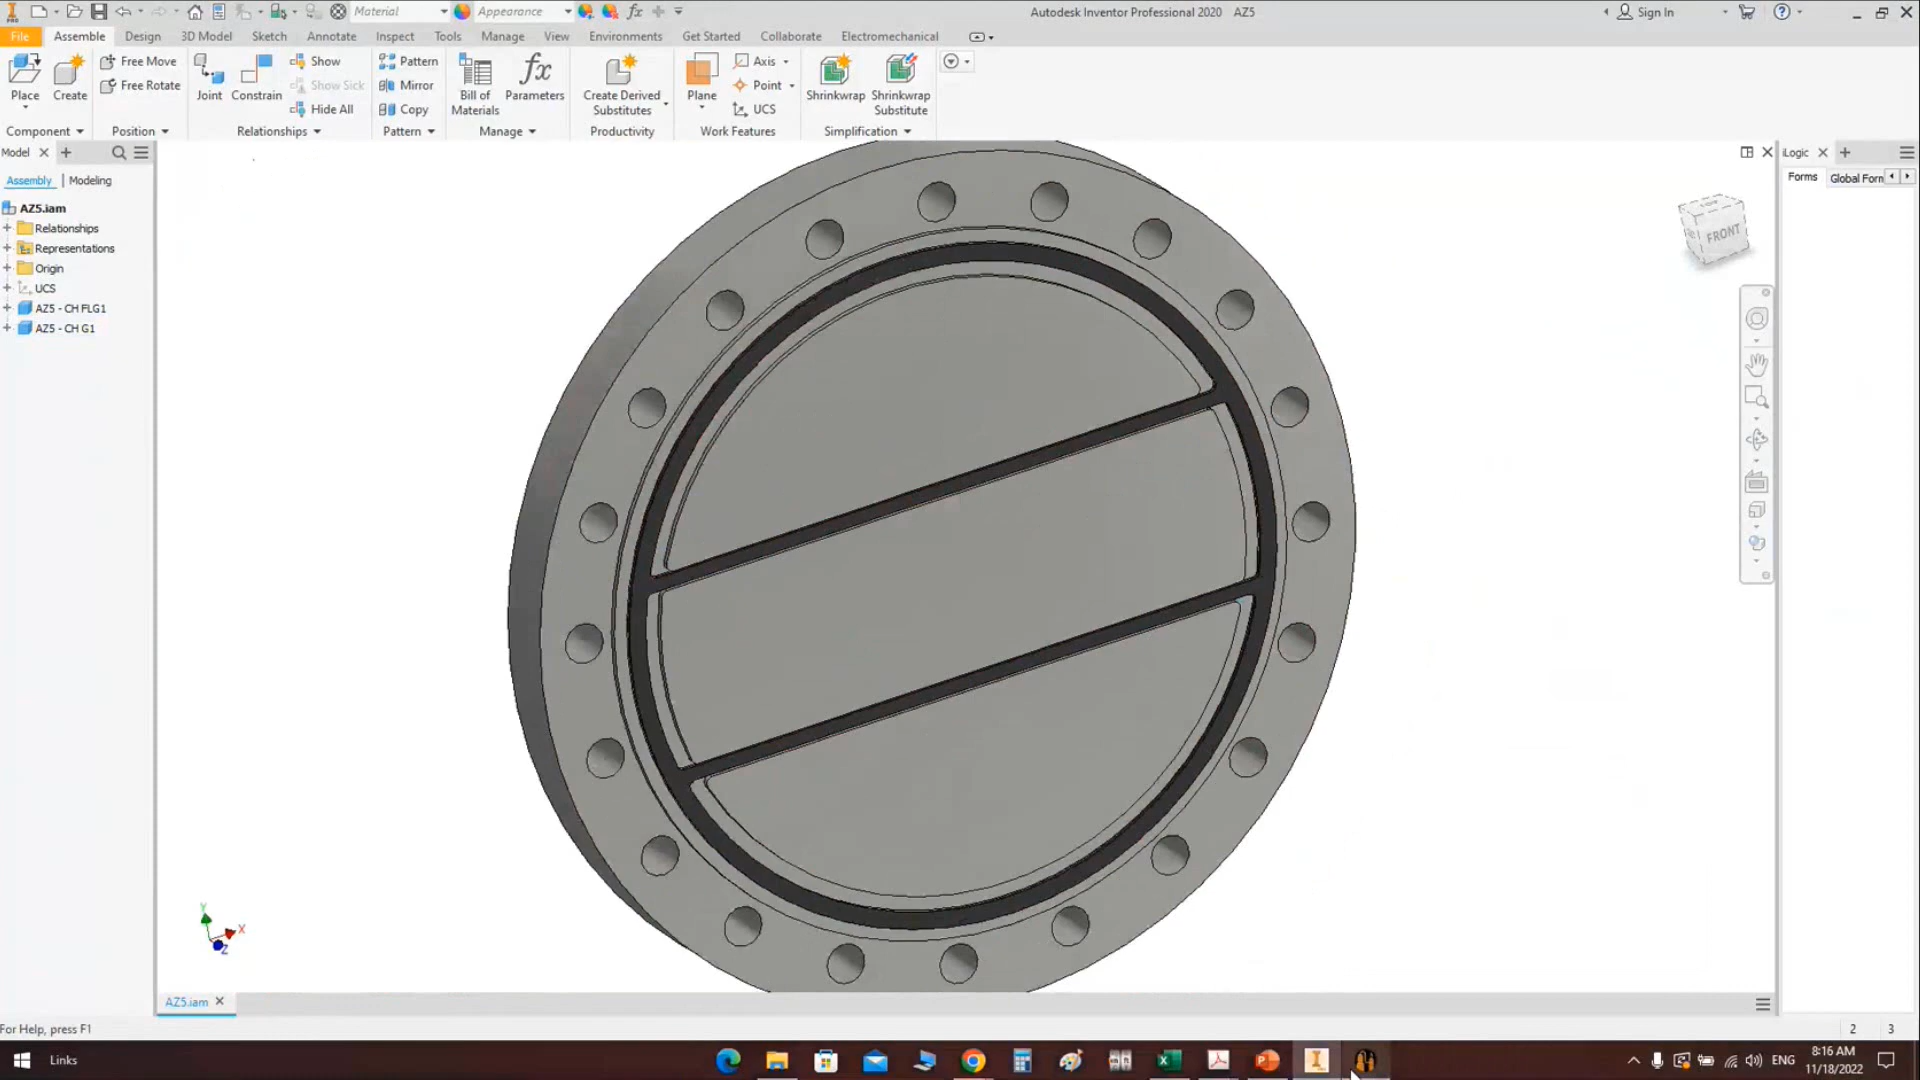 Material Appearance fx Autodesk Inventor Professional 2020 AZ5 Sign In
File Assemble Design 3D Model Sketch Annotate Inspect Tools Manage View Environments Get Started Collaborate Electromechanical
Place
Create
Free Move
Free Rotate
Joint
Constrain
Show
Show Sick
Hide All
Pattern
Mirror
Copy
Bill of
Materials
fx
Parameters
Create Derived
Substitutes
Plane
Axis
Point
UCS
Shrinkwrap
Shrinkwrap
Substitute
Component Position Relationships Pattern Manage Productivity Work Features Simplification
Model
Assembly | Modeling
AZ5.iam
Relationships
Representations
Origin
UCS
AZ5 - CH FLG1
AZ5 - CH G1
FRONT
iLogic
Forms Global Forn
Y
X
Z
AZ5.iam
For Help, press F1
2 3
Links
ENG
8:16 AM
11/18/2022